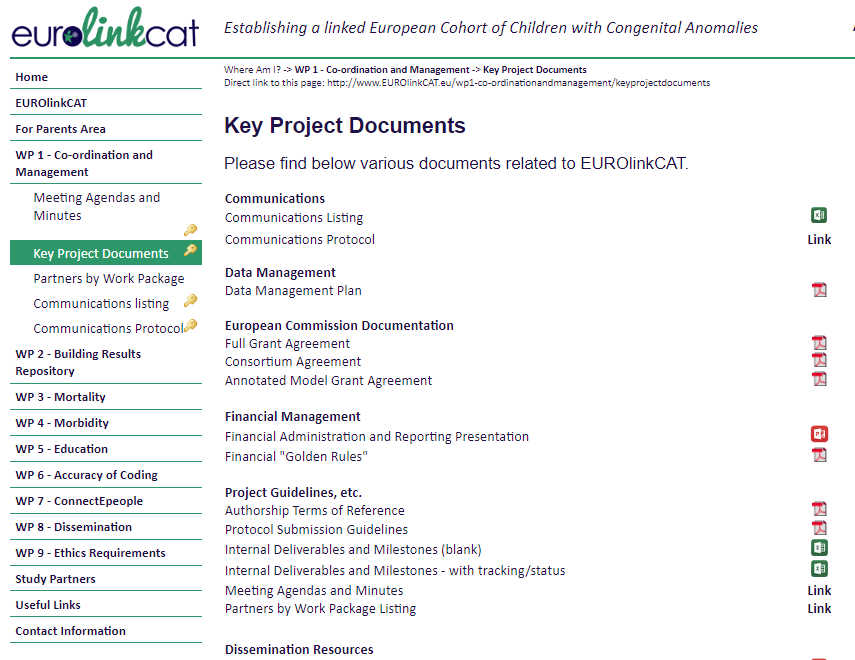 eurolinkcat
Establishing a linked European Cohort of Children with Congenital Anomalies
Where Am I? -> WP 1 - Co-ordination and Management -> Key Project Documents
Direct link to this page: http://www.EUROlinkCAT.eu/wp1-co-ordinationandmanagement/keyprojectdocuments
Home
EUROlinkCAT
For Parents Area
WP 1 - Co-ordination and
Management
Meeting Agendas and
Minutes
Key Project Documents
Partners by Work Package
Communications listing
Communications Protocol
WP 2 - Building Results
Repository
WP 3 - Mortality
WP 4 - Morbidity
WP 5 - Education
WP 6 - Accuracy of Coding
WP 7 - ConnectEpeople
WP 8 - Dissemination
WP 9 - Ethics Requirements
Study Partners
Useful Links
Contact Information
Key Project Documents
Please find below various documents related to EUROlinkCAT.
Communications
Communications Listing
Communications Protocol Link
Data Management
Data Management Plan
European Commission Documentation
Full Grant Agreement
Consortium Agreement
Annotated Model Grant Agreement
Financial Management
Financial Administration and Reporting Presentation
Financial "Golden Rules"
Project Guidelines, etc.
Authorship Terms of Reference
Protocol Submission Guidelines
Internal Deliverables and Milestones (blank)
Internal Deliverables and Milestones - with tracking/status
Meeting Agendas and Minutes Link
Partners by Work Package Listing Link
Dissemination Resources